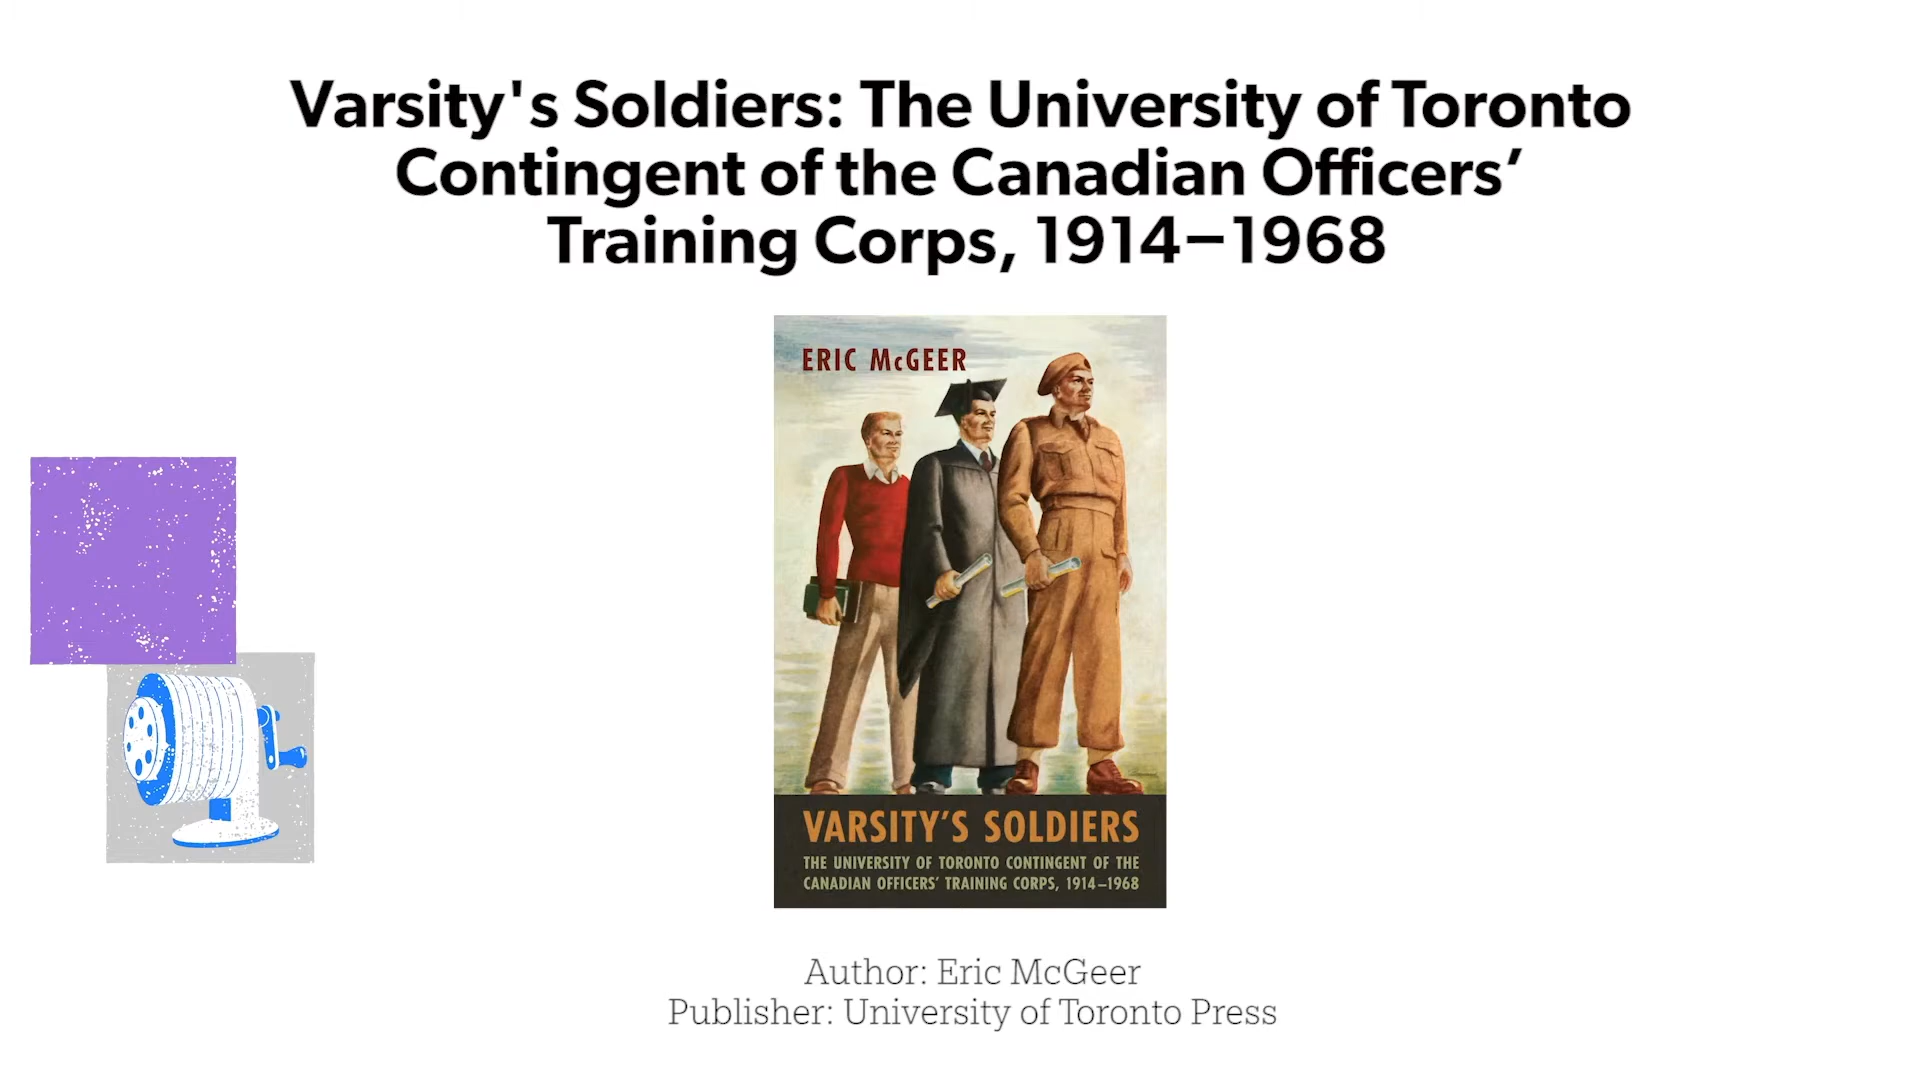 Varsity's Soldiers: The University of Toronto
Contingent of the Canadian Officers’
Training Corps, 1914–1968
ERIC McGEER
VARSITY’S SOLDIERS
THE UNIVERSITY OF TORONTO CONTINGENT OF THE
CANADIAN OFFICERS’ TRAINING CORPS, 1914–1968
Author: Eric McGeer
Publisher: University of Toronto Press